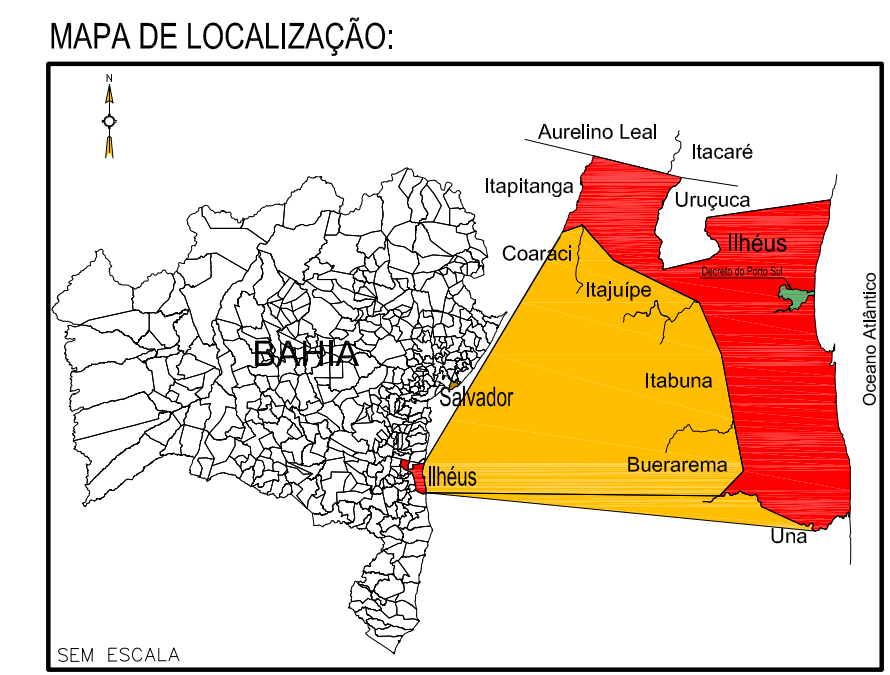 MAPA DE LOCALIZAÇÃO:
N
Aurelino Leal
Itacaré
Itapitanga
Uruçuca
Ilhéus
Coaraci
Decreto do Porto Sul
Itajuípe
Oceano Atlântico
BAHIA
Itabuna
Salvador
Buerarema
Ilhéus
Una
SEM ESCALA